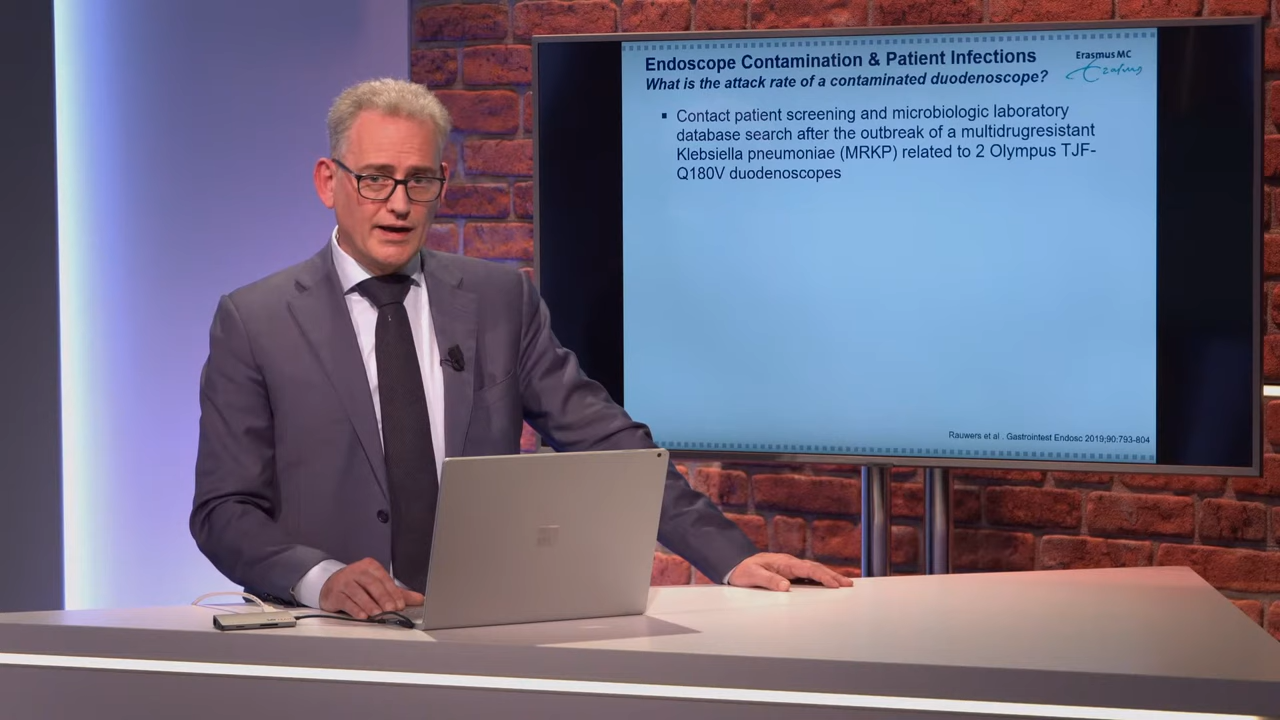 Endoscope Contamination & Patient Infections
What is the attack rate of a contaminated duodenoscope?
Erasmus MC
Erasmus
▪ Contact patient screening and microbiologic laboratory
database search after the outbreak of a multidrugresistant
Klebsiella pneumoniae (MRKP) related to 2 Olympus TJF-
Q180V duodenoscopes
Rauwers et al . Gastrointest Endosc 2019;90:793-804